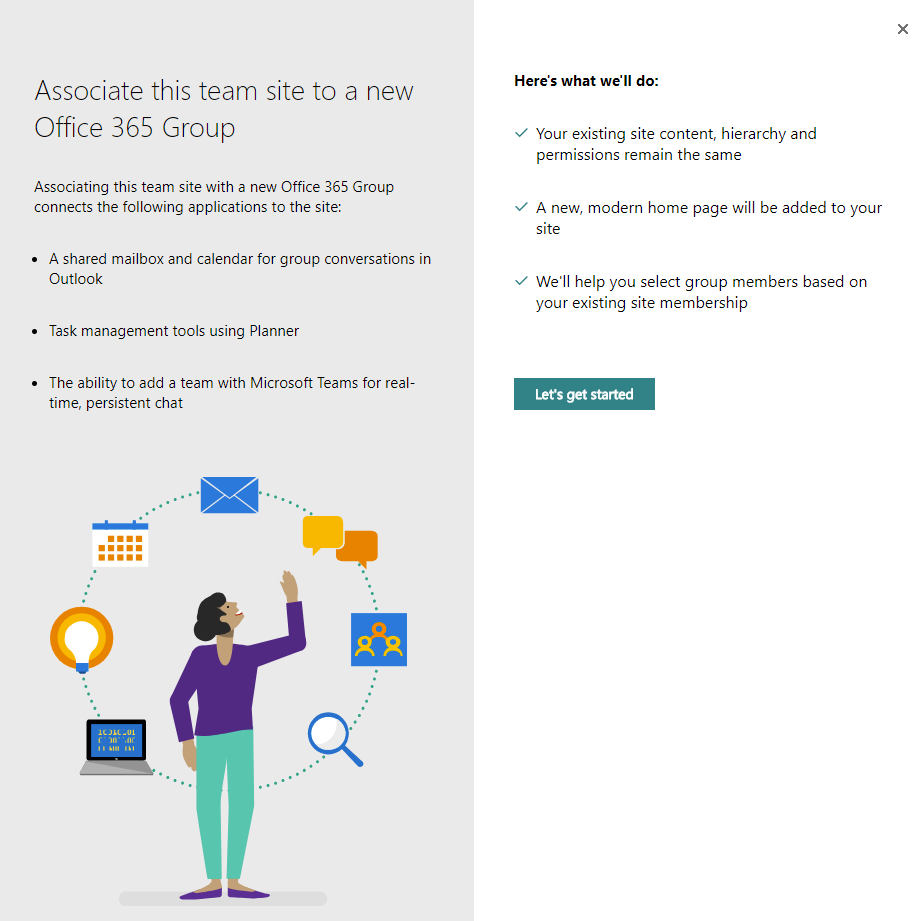 Associate this team site to a new
Office 365 Group
Associating this team site with a new Office 365 Group
connects the following applications to the site:
A shared mailbox and calendar for group conversations in
Outlook
Task management tools using Planner
The ability to add a team with Microsoft Teams for real-
time, persistent chat
Here's what we'll do:
Your existing site content, hierarchy and
permissions remain the same
A new, modern home page will be added to your
site
We'll help you select group members based on
your existing site membership
Let's get started